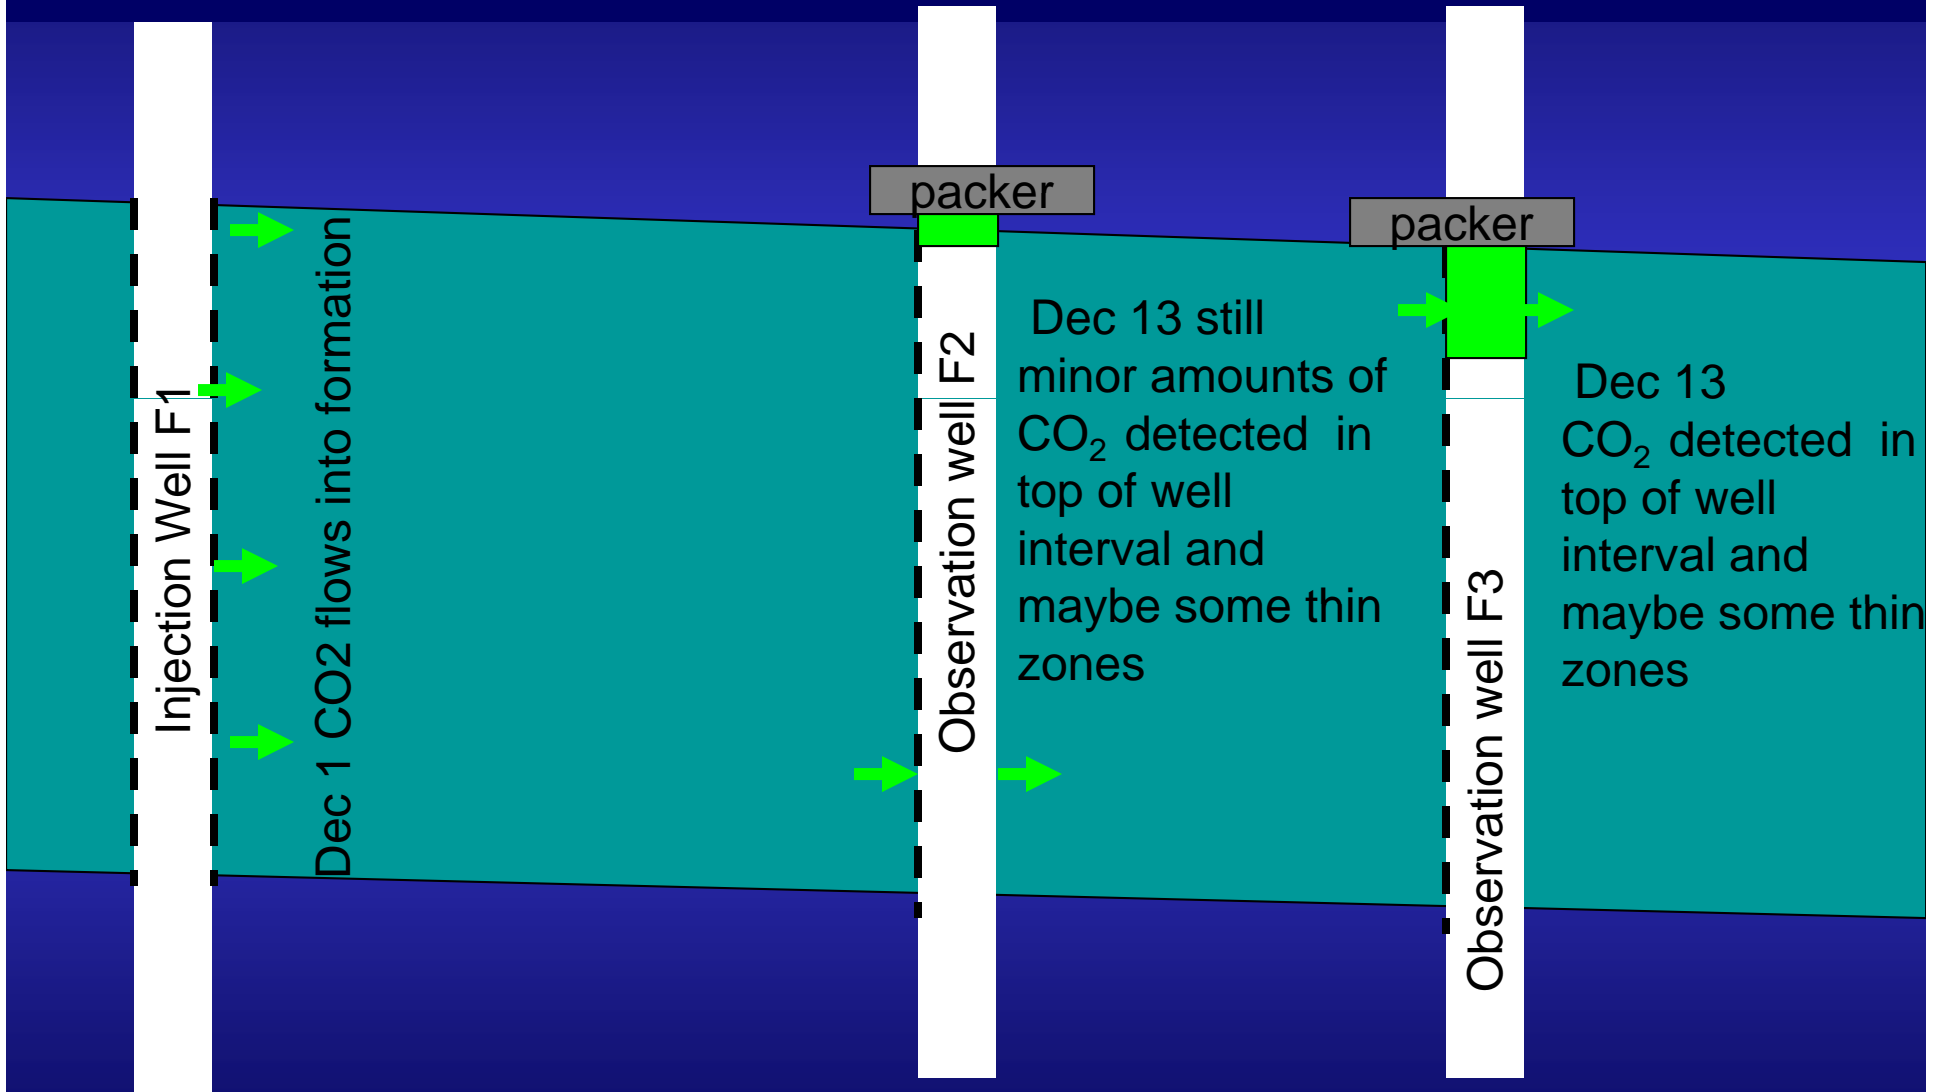 Injection Well F1
Dec 1 CO2 flows into formation
packer
Observation well F2
Dec 13 still
minor amounts of
CO₂ detected in
top of well
interval and
maybe some thin
zones
packer
Observation well F3
Dec 13
CO₂ detected in
top of well
interval and
maybe some thin
zones